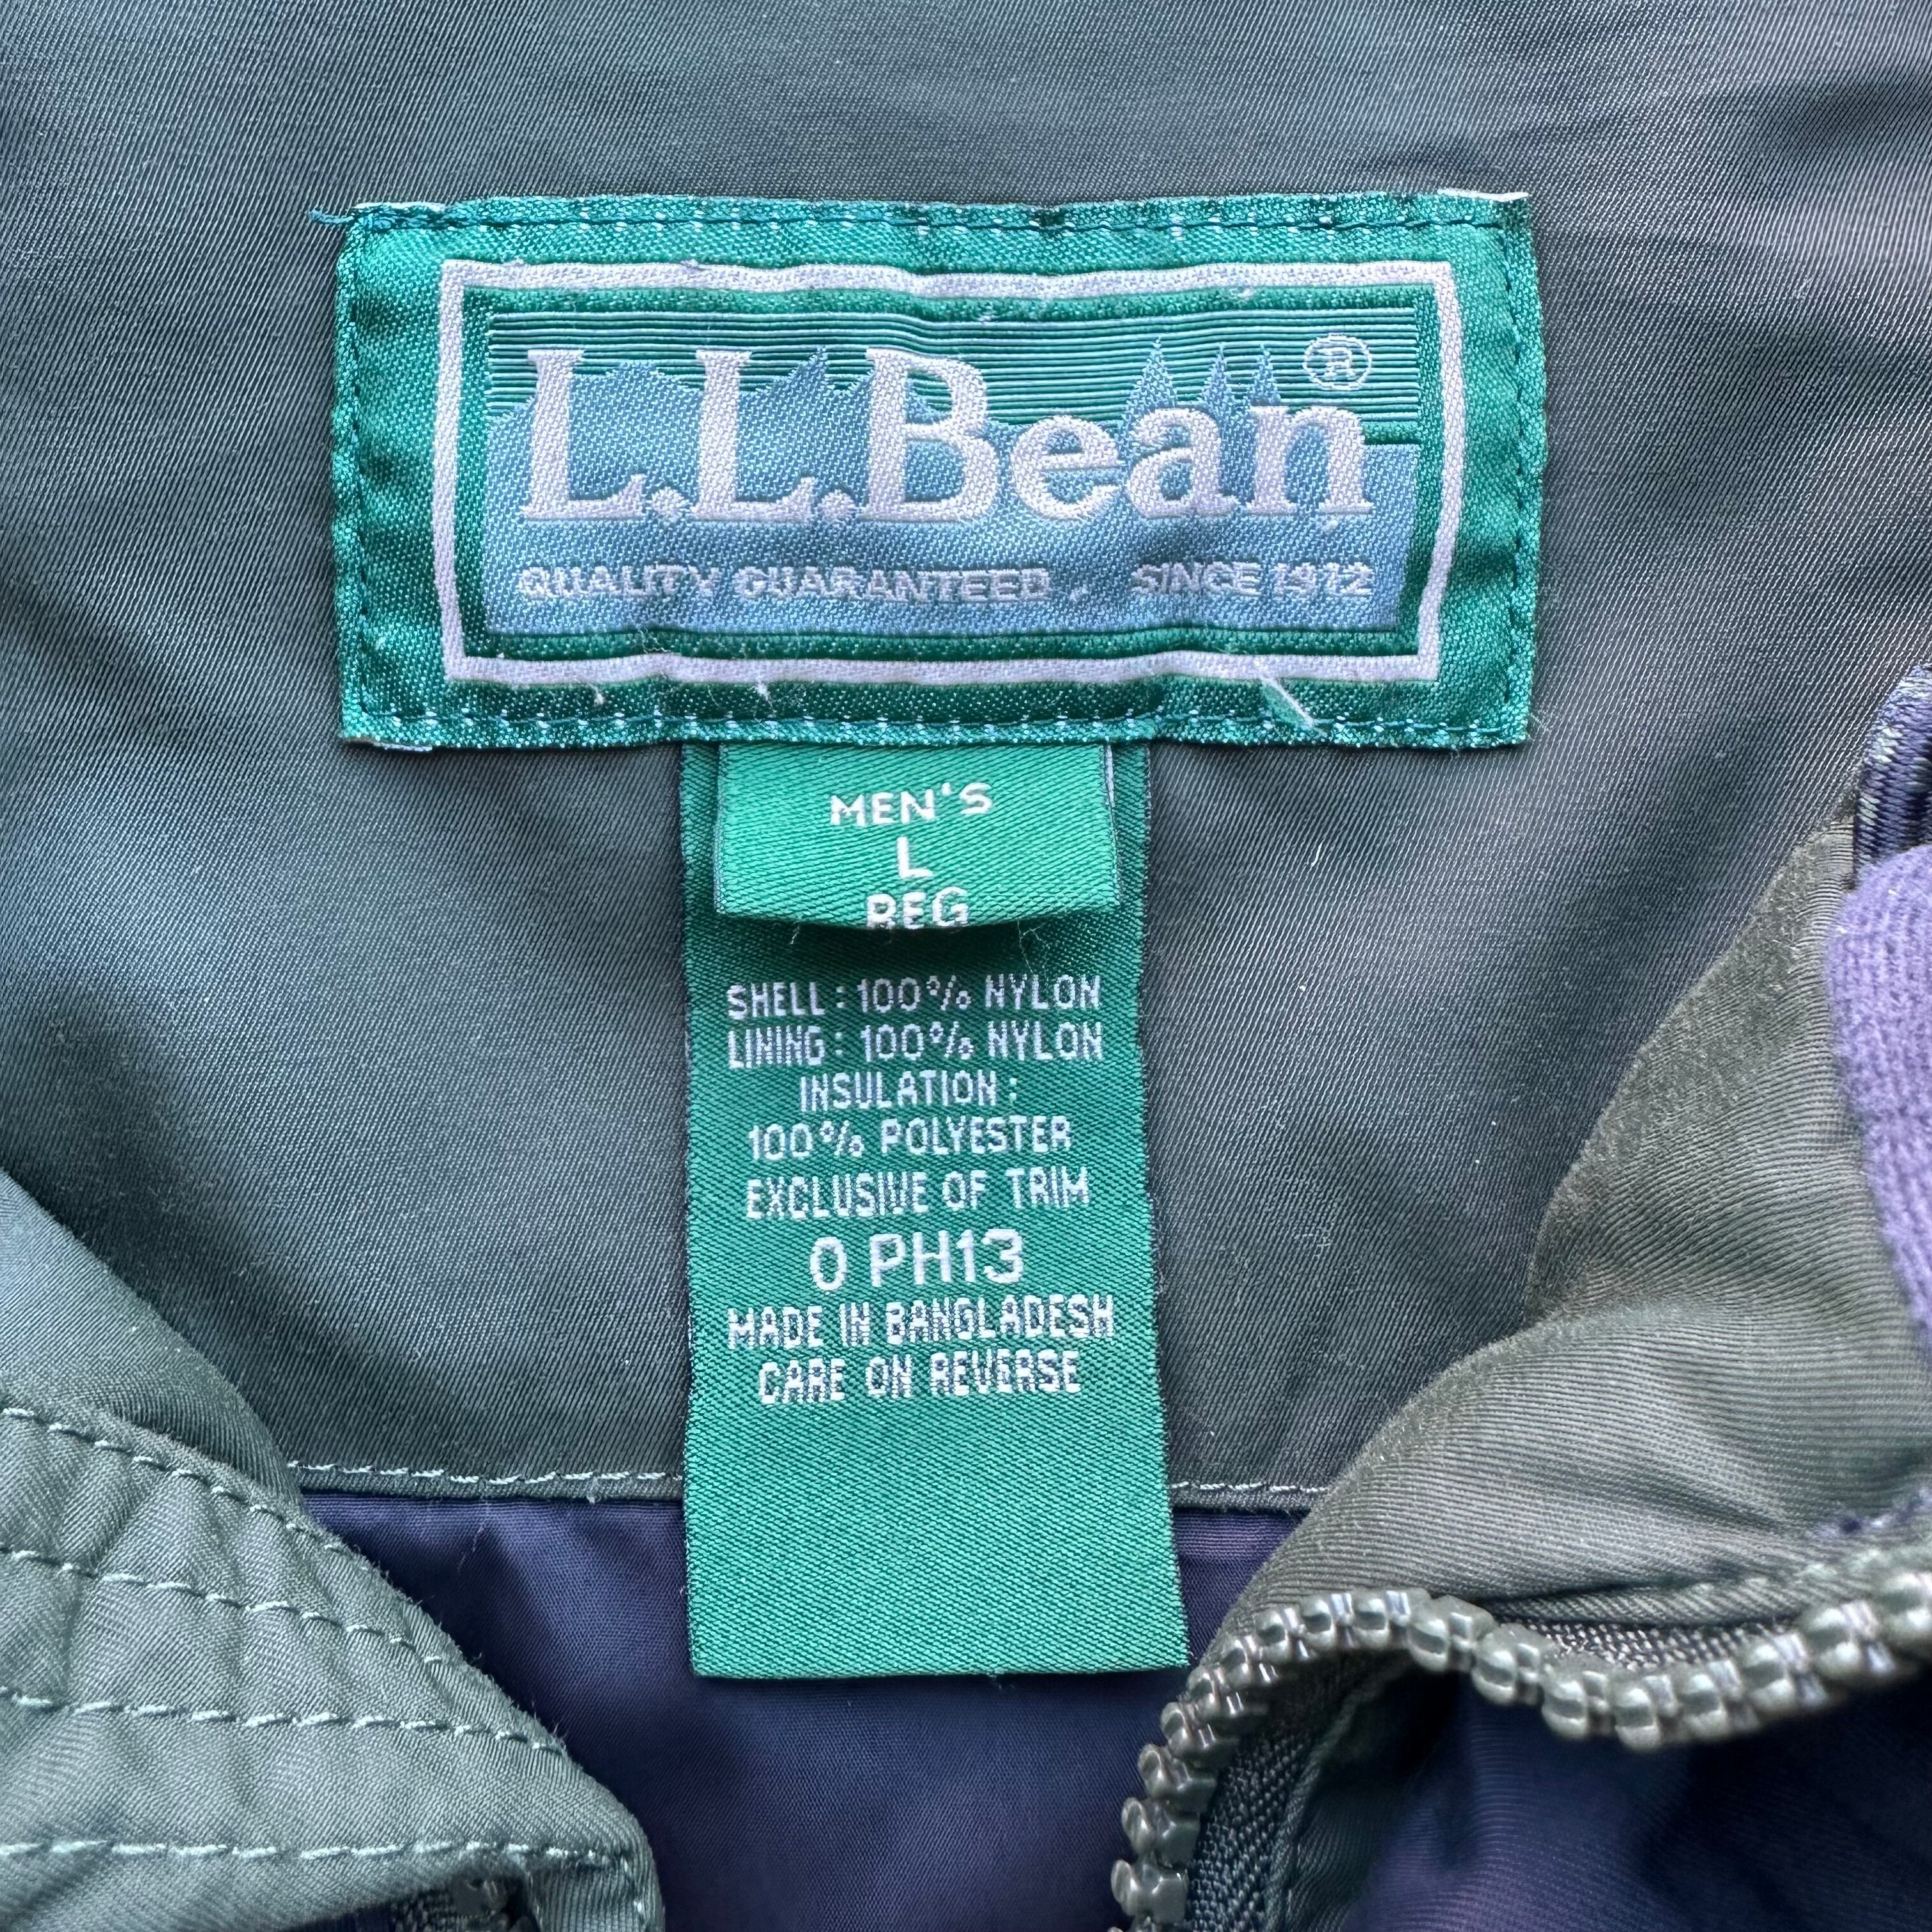 L.L.Bean®
QUALITY GUARANTEED . SINCE 1912
MEN'S
L
REG
SHELL : 100% NYLON
LINING : 100% NYLON
INSULATION :
100% POLYESTER
EXCLUSIVE OF TRIM
0 PH13
MADE IN BANGLADESH
CARE ON REVERSE